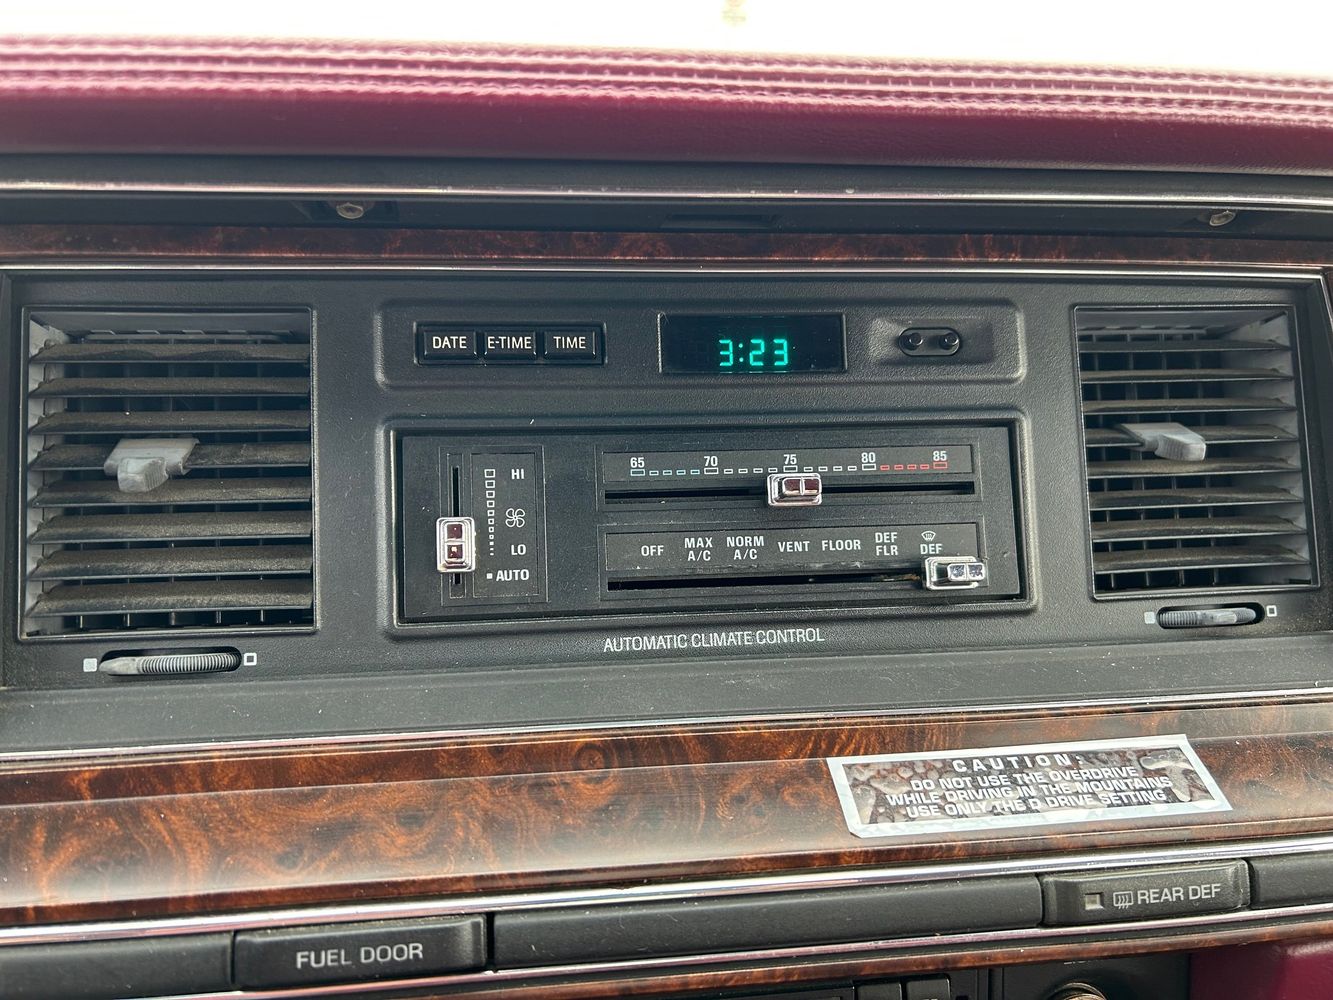 DATE E-TIME TIME 3:23
65 70 75 80 85
HI
LO
AUTO
OFF MAX A/C NORM A/C VENT FLOOR DEF FLR DEF
AUTOMATIC CLIMATE CONTROL
CAUTION:
DO NOT USE THE OVERDRIVE
WHILE DRIVING IN THE MOUNTAINS
USE ONLY THE D DRIVE SETTING
REAR DEF
FUEL DOOR